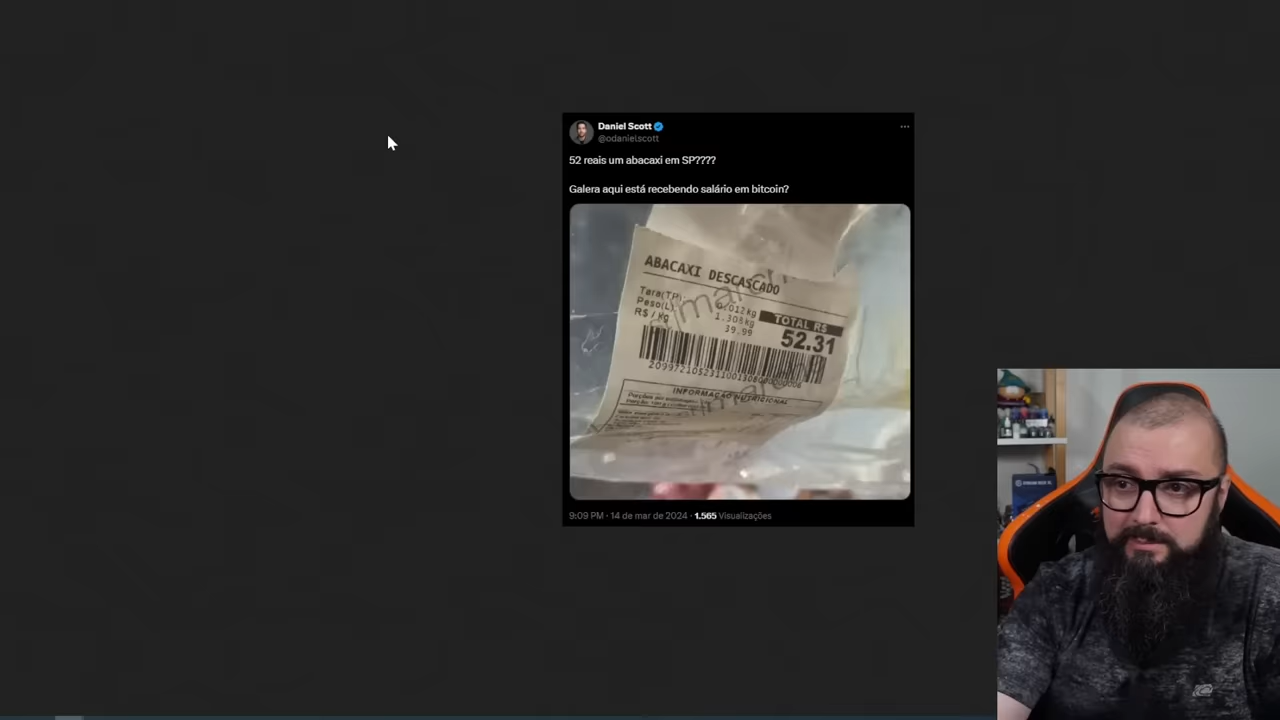 Daniel Scott
@odanielscott
52 reais um abacaxi em SP????
Galera aqui está recebendo salário em bitcoin?
ABACAXI DESCASCADO
Tara(TP):
0.012kg
Peso(L):
1.308kg
R$ / kg
39.99
TOTAL R$
52.31
INFORMAÇÃO NUTRICIONAL
9:09 PM · 14 de mar de 2024 · 1.565 Visualizações